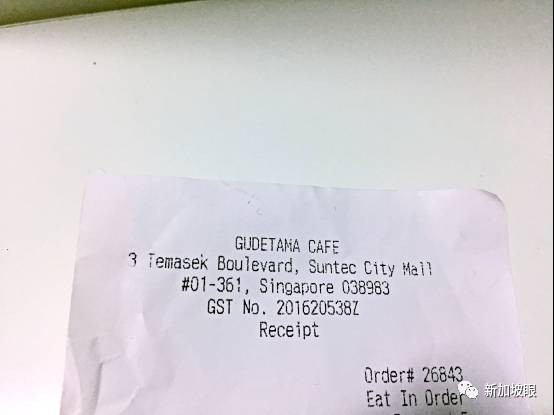 GUDETAMA CAFE
3 Temasek Boulevard, Suntec City Mall
#01-361, Singapore 038983
GST No. 201620538Z
Receipt
Order# 26843
Eat In Order
新加坡眼